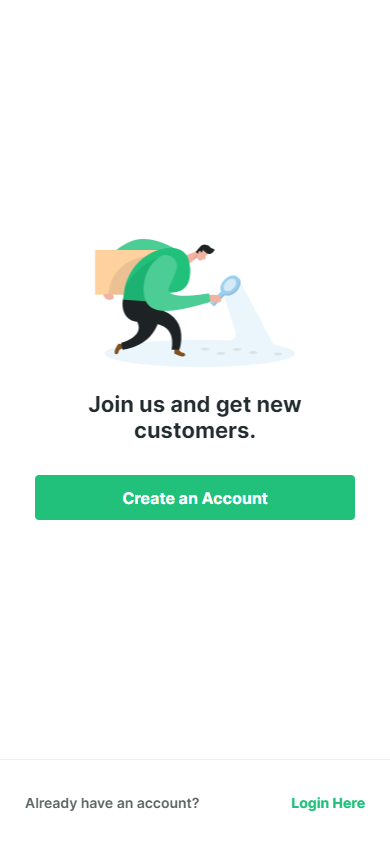 Join us and get new
customers.
Create an Account
Already have an account?
Login Here